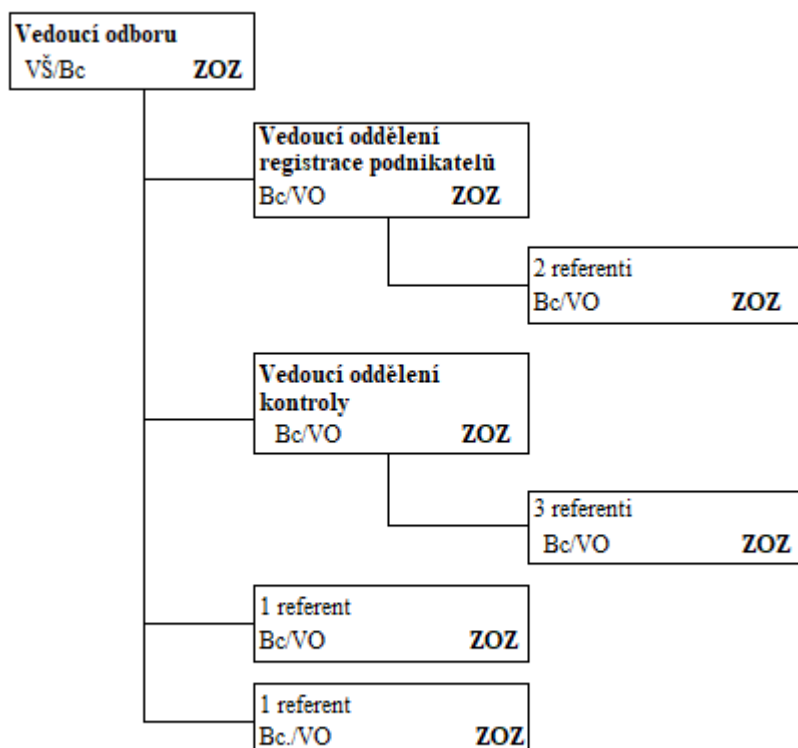 Vedoucí odboru
VŠ/Bc ZOZ
Vedoucí oddělení
registrace podnikatelů
Bc/VO ZOZ
2 referenti
Bc/VO ZOZ
Vedoucí oddělení
kontroly
Bc/VO ZOZ
3 referenti
Bc/VO ZOZ
1 referent
Bc/VO ZOZ
1 referent
Bc./VO ZOZ